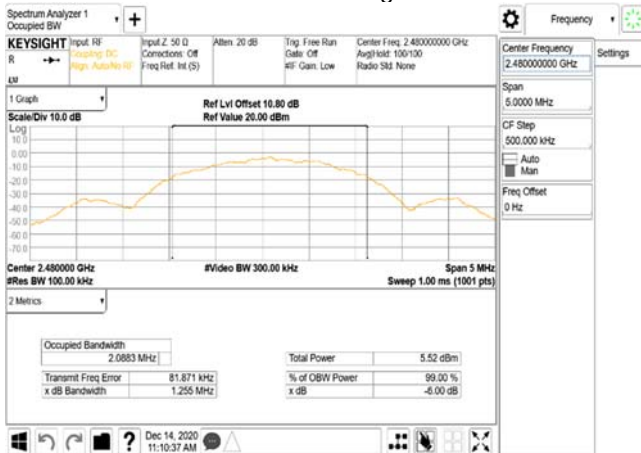 Spectrum Analyzer 1
Occupied BW
Frequency
KEYSIGHT
Input: RF
Coupling: DC
Align: Auto/No RF
Input Z: 50 Ω
Corrections: Off
Freq Ref: Int (S)
Atten: 20 dB
Trig: Free Run
Gate: Off
#IF Gain: Low
Center Freq: 2.480000000 GHz
Avg|Hold: 100/100
Radio Std: None
R
LXI
Center Frequency
2.480000000 GHz
Settings
Span
5.0000 MHz
CF Step
500.000 kHz
Auto
Man
Freq Offset
0 Hz
1 Graph
Scale/Div 10.0 dB
Ref Lvl Offset 10.80 dB
Ref Value 20.00 dBm
Log
10.0
0.00
-10.0
-20.0
-30.0
-40.0
-50.0
-60.0
-70.0
Center 2.480000 GHz
#Res BW 100.00 kHz
#Video BW 300.00 kHz
Span 5 MHz
Sweep 1.00 ms (1001 pts)
2 Metrics
Occupied Bandwidth
2.0883 MHz
Total Power 5.52 dBm
Transmit Freq Error 81.871 kHz
% of OBW Power 99.00 %
x dB Bandwidth 1.255 MHz
x dB -6.00 dB
Dec 14, 2020
11:10:37 AM